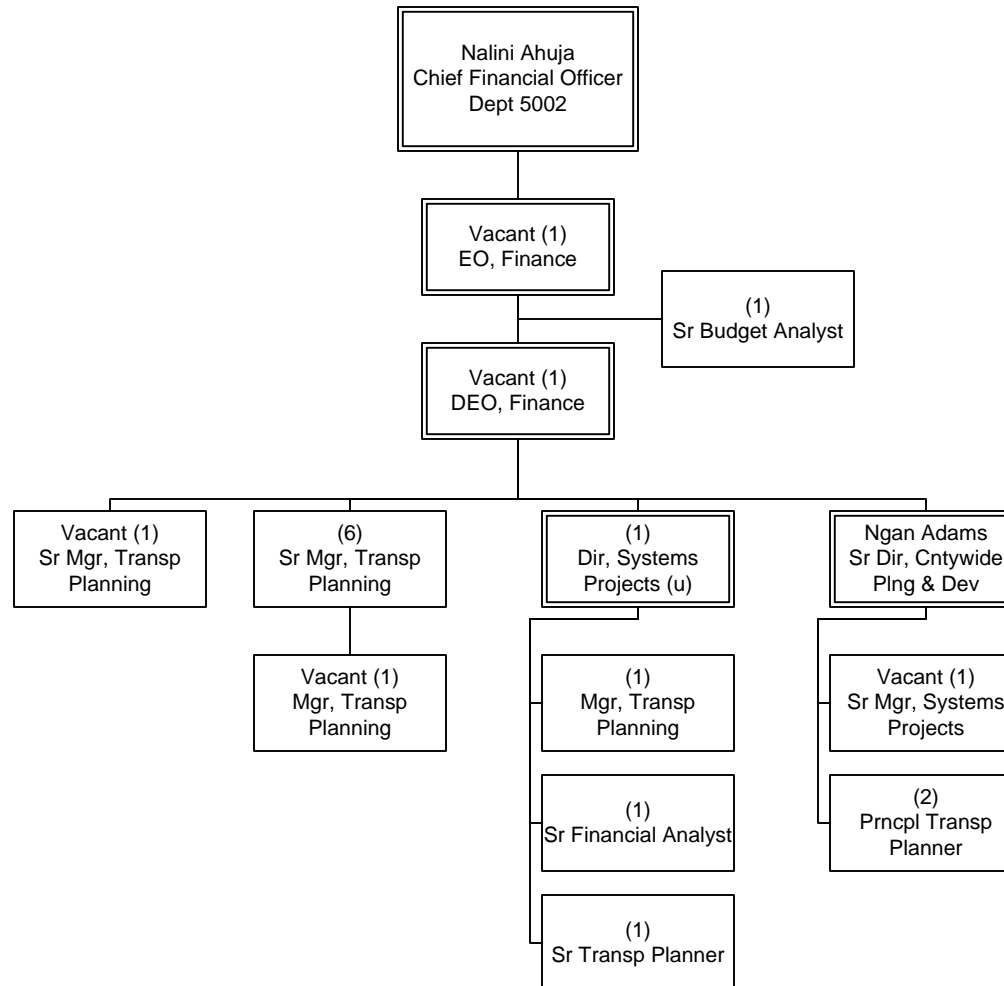 Nalini Ahuja
Chief Financial Officer
Dept 5002
Vacant (1)
EO, Finance
(1)
Sr Budget Analyst
Vacant (1)
DEO, Finance
Vacant (1)
Sr Mgr, Transp
Planning
(6)
Sr Mgr, Transp
Planning
Vacant (1)
Mgr, Transp
Planning
(1)
Dir, Systems
Projects (u)
(1)
Mgr, Transp
Planning
(1)
Sr Financial Analyst
(1)
Sr Transp Planner
Ngan Adams
Sr Dir, Cntywide
Plng & Dev
Vacant (1)
Sr Mgr, Systems
Projects
(2)
Prncpl Transp
Planner